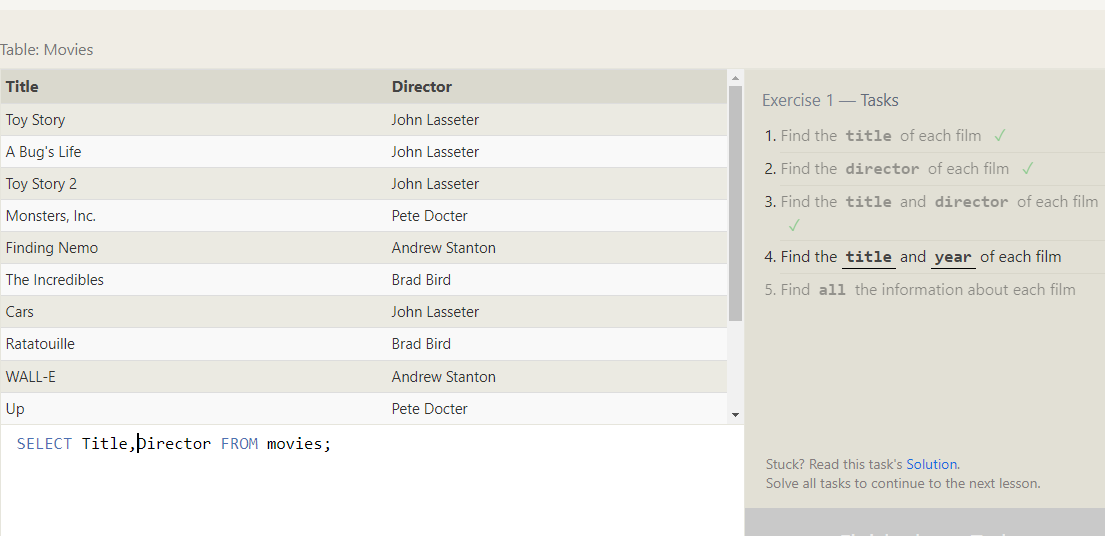 Table: Movies
Title Director
Toy Story John Lasseter
A Bug's Life John Lasseter
Toy Story 2 John Lasseter
Monsters, Inc. Pete Docter
Finding Nemo Andrew Stanton
The Incredibles Brad Bird
Cars John Lasseter
Ratatouille Brad Bird
WALL-E Andrew Stanton
Up Pete Docter
SELECT Title,Director FROM movies;
Exercise 1 — Tasks
1. Find the title of each film ✓
2. Find the director of each film ✓
3. Find the title and director of each film
✓
4. Find the title and year of each film
5. Find all the information about each film
Stuck? Read this task's Solution.
Solve all tasks to continue to the next lesson.